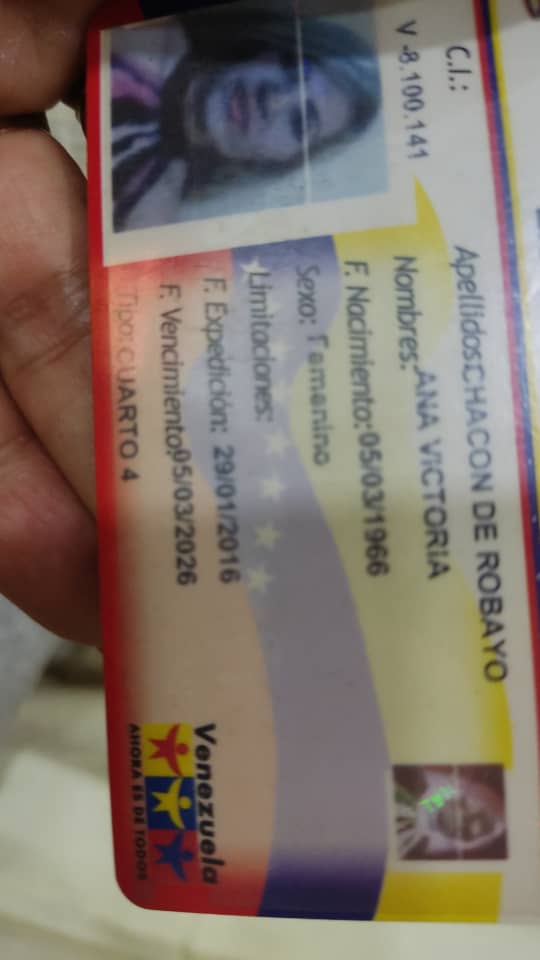 C.I.:
V -8.100.141
Apellidos:CHACON DE ROBAYO
Nombres:ANA VICTORIA
F. Nacimiento:05/03/1966
Sexo: Femenino
Limitaciones:
F. Expedición: 29/01/2016
F. Vencimiento:05/03/2026
Tipo:CUARTO 4
Venezuela
AHORA ES DE TODOS